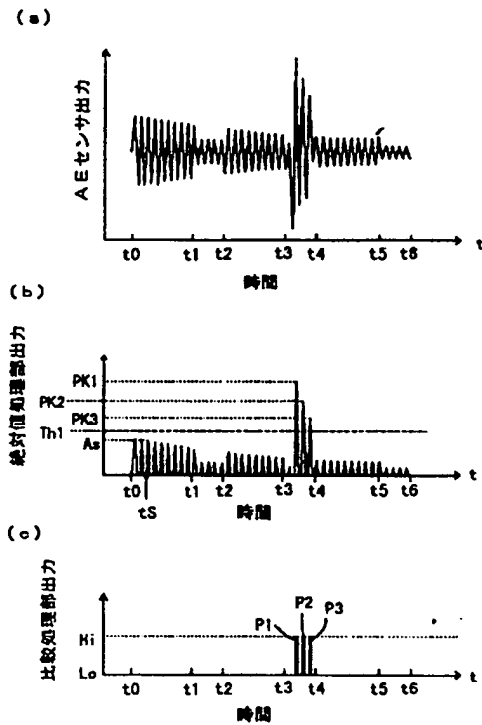 (a)
AEセンサ出力
t0 t1 t2 t3 t4 t5 t6 t
時間
(b)
絶対値処理部出力
PK1
PK2
PK3
Th1
As
t0 t1 t2 t3 t4 t5 t6 t
tS
時間
(c)
比較処理部出力
P1 P2 P3
Hi
Lo
t0 t1 t2 t3 t4 t5 t6 t
時間